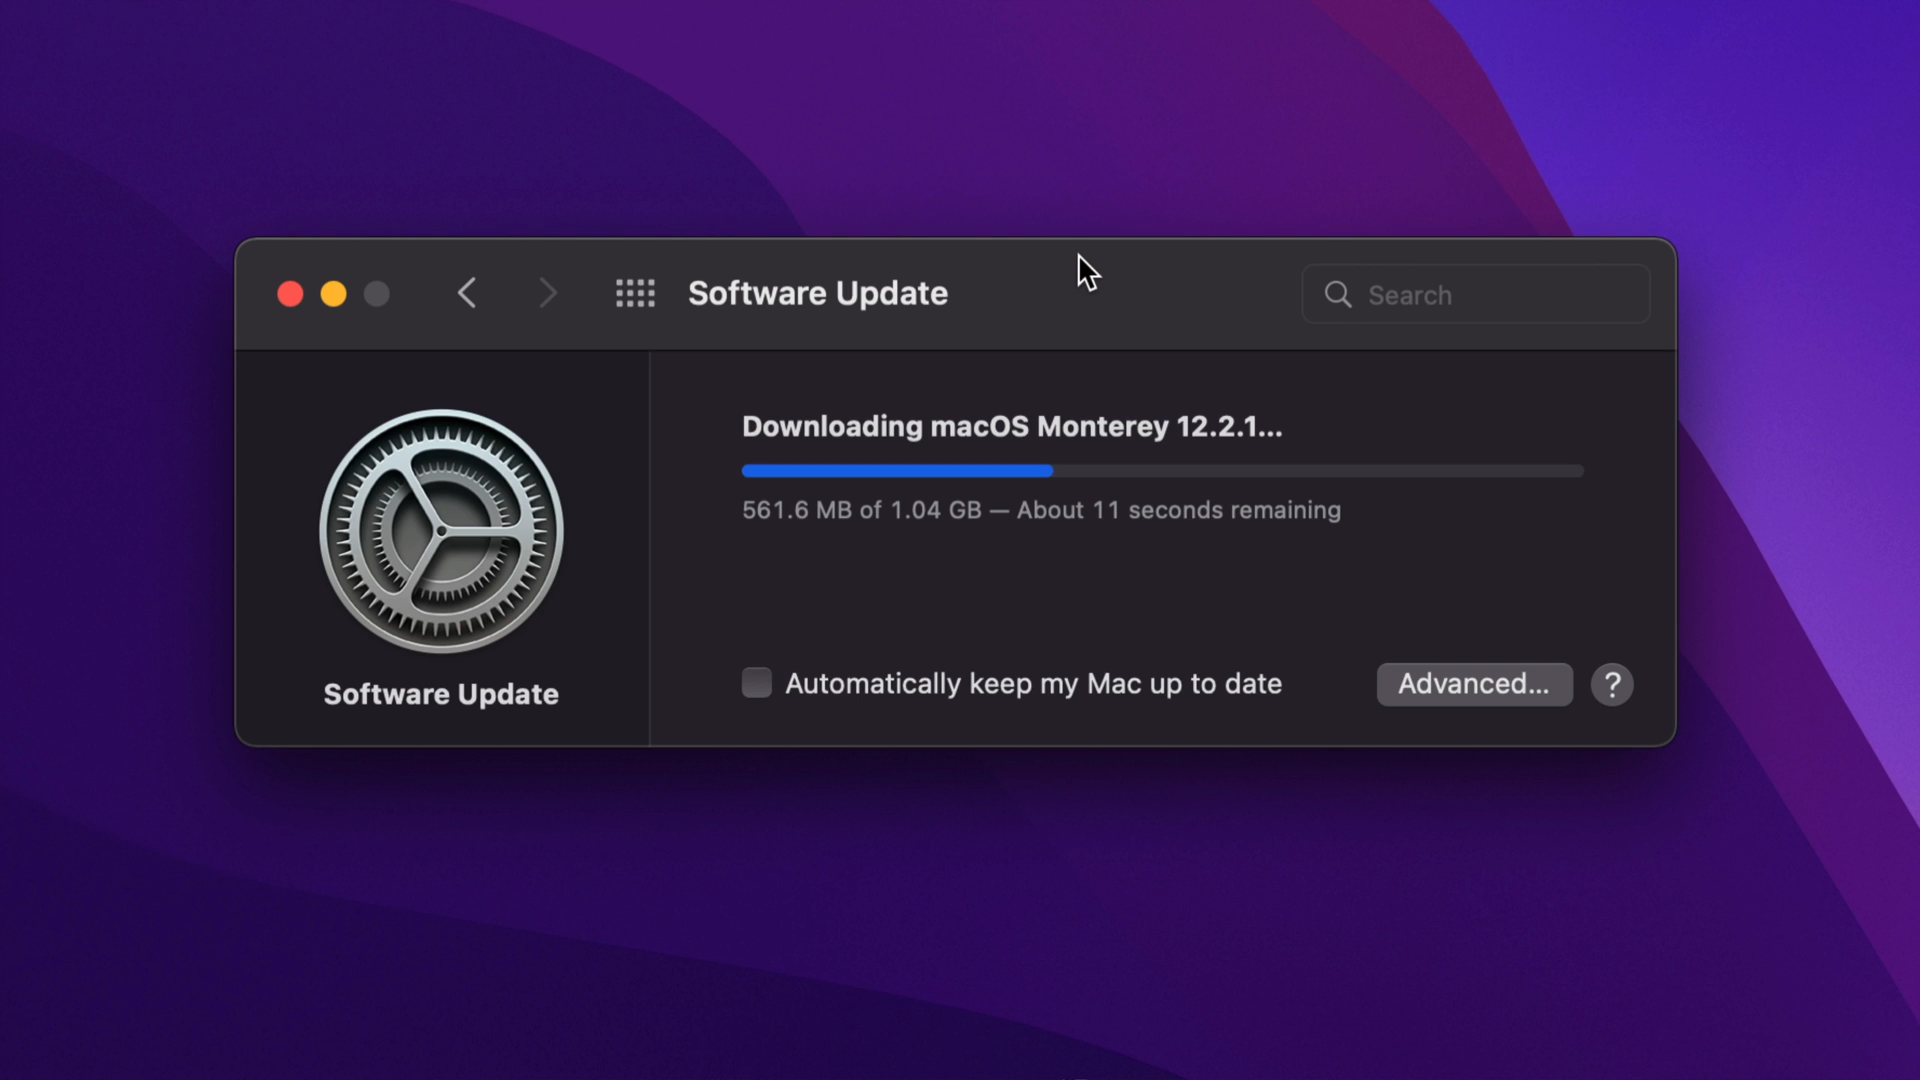 Software Update
Search
Downloading macOS Monterey 12.2.1...
561.6 MB of 1.04 GB — About 11 seconds remaining
Software Update
Automatically keep my Mac up to date
Advanced...
?